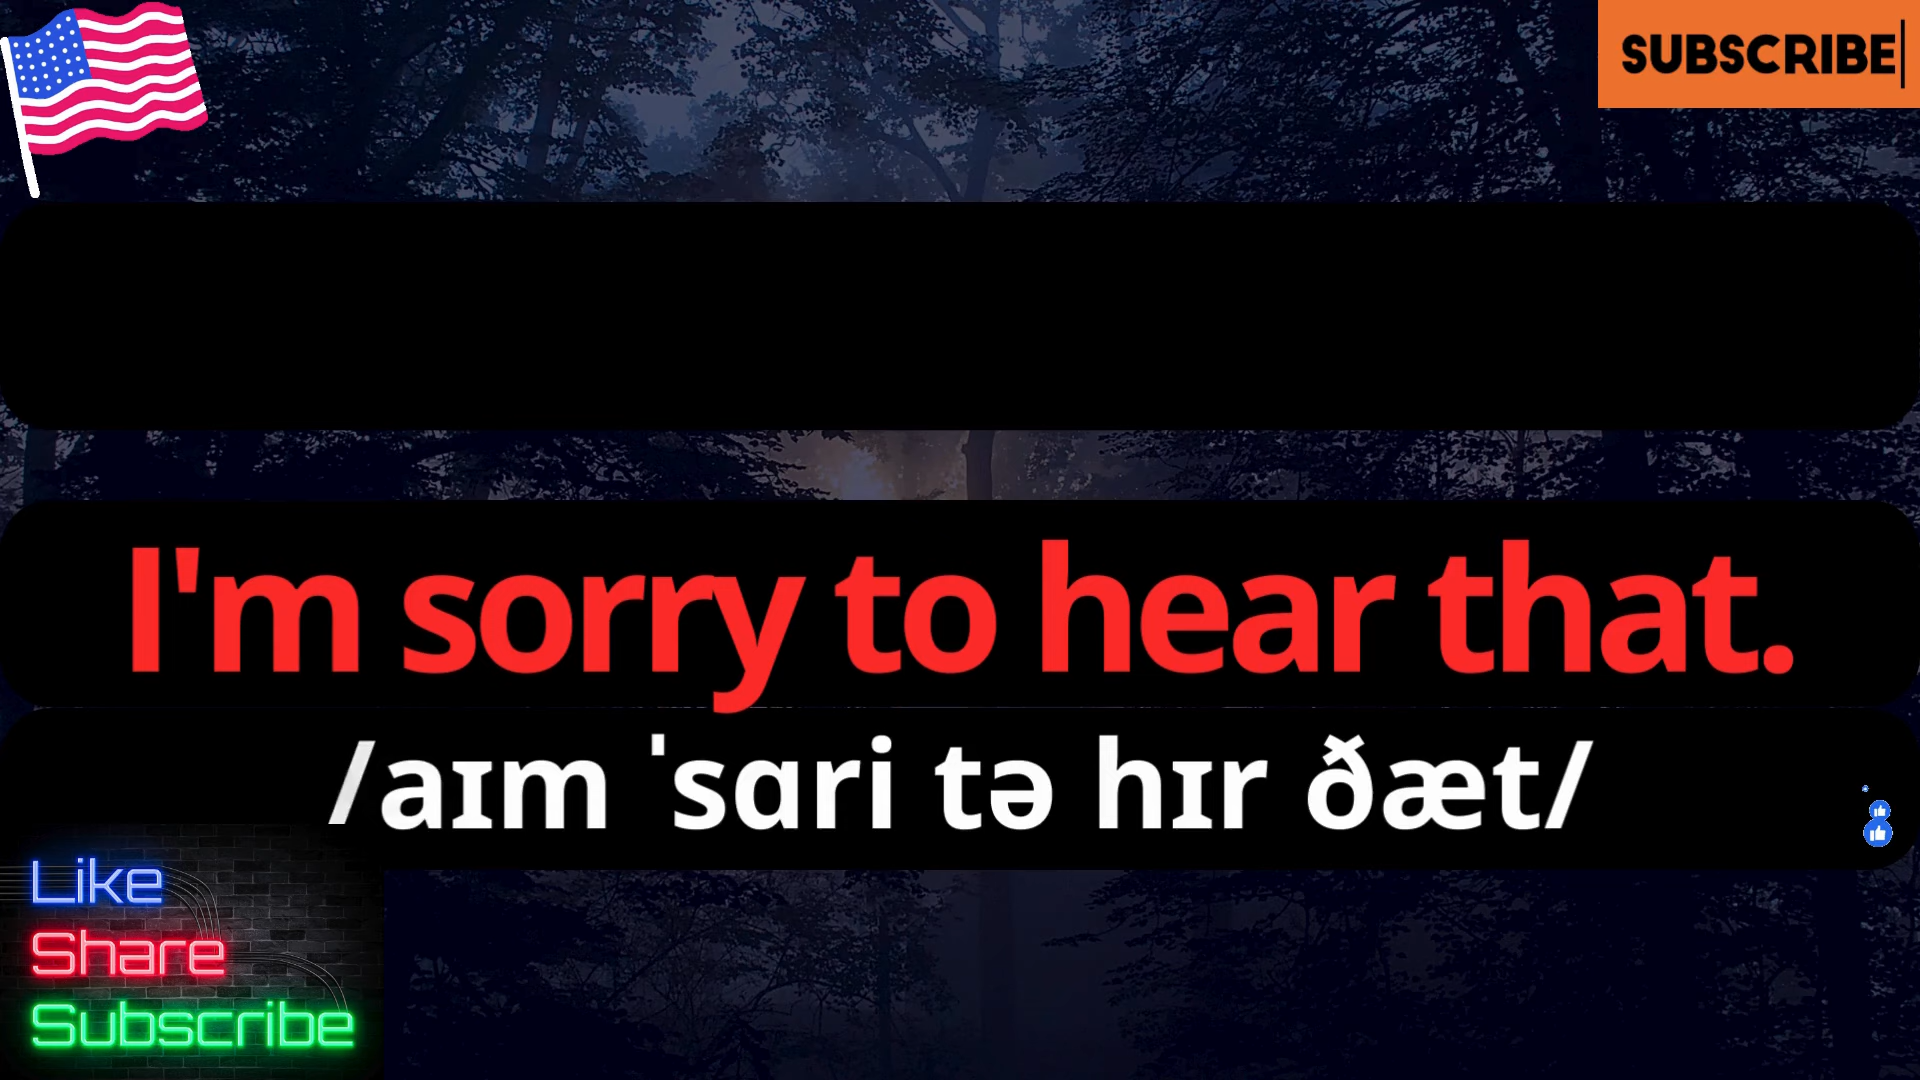 SUBSCRIBE
I'm sorry to hear that.
/aɪm ˈsɑri tə hɪr ðæt/
Like
Share
Subscribe